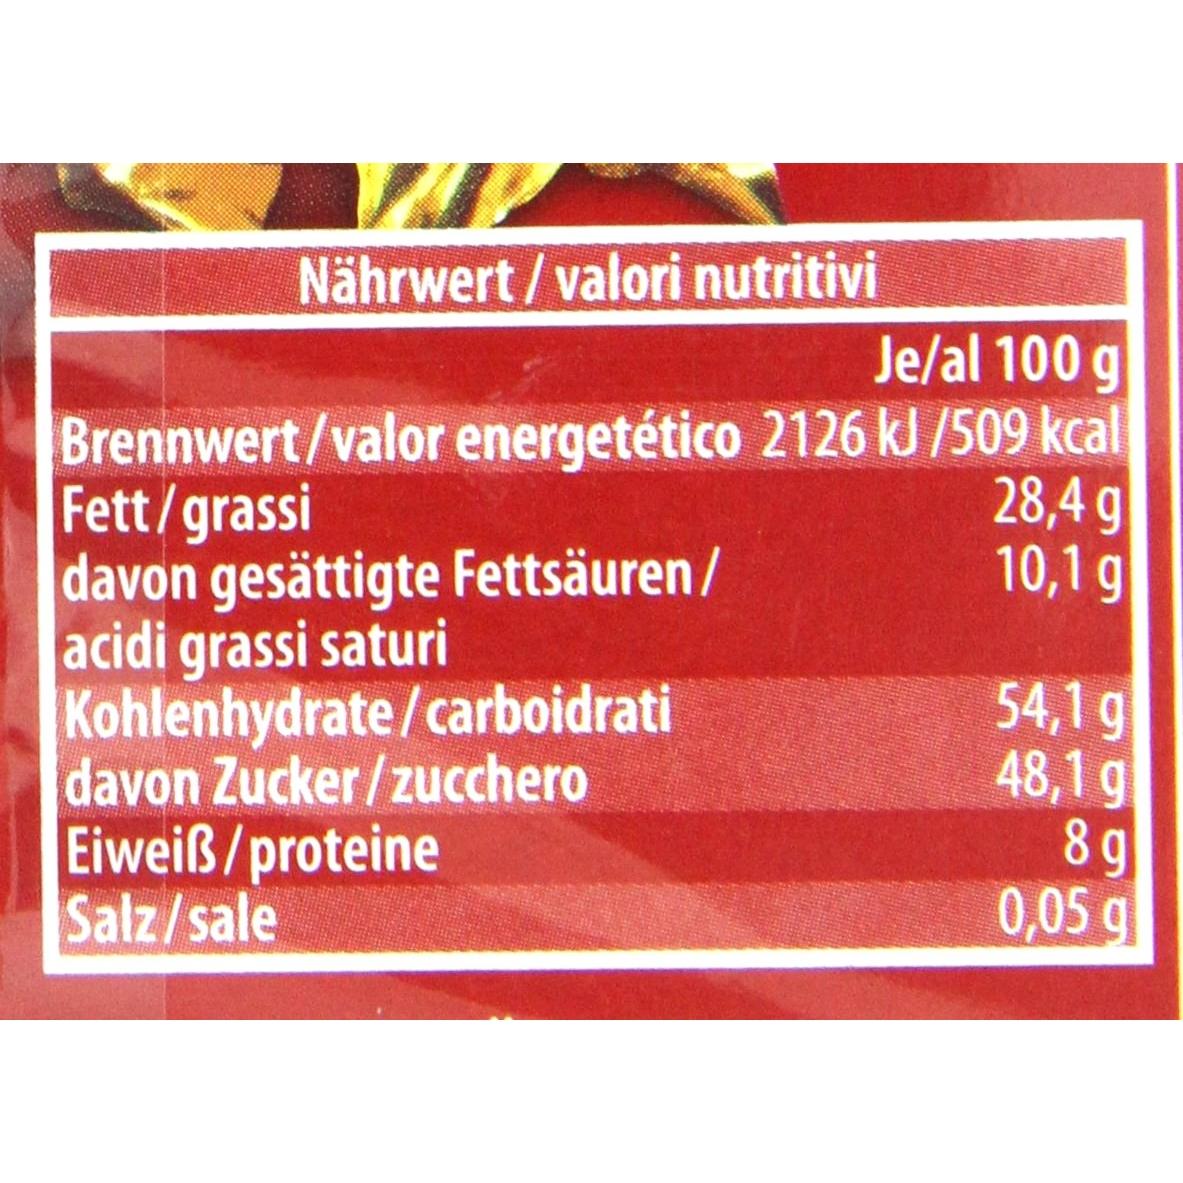 Nährwert / valori nutritivi
Je/al 100 g
Brennwert / valor energetético 2126 kJ /509 kcal
Fett / grassi 28,4 g
davon gesättigte Fettsäuren / 10,1 g
acidi grassi saturi
Kohlenhydrate / carboidrati 54,1 g
davon Zucker / zucchero 48,1 g
Eiweiß / proteine 8 g
Salz / sale 0,05 g